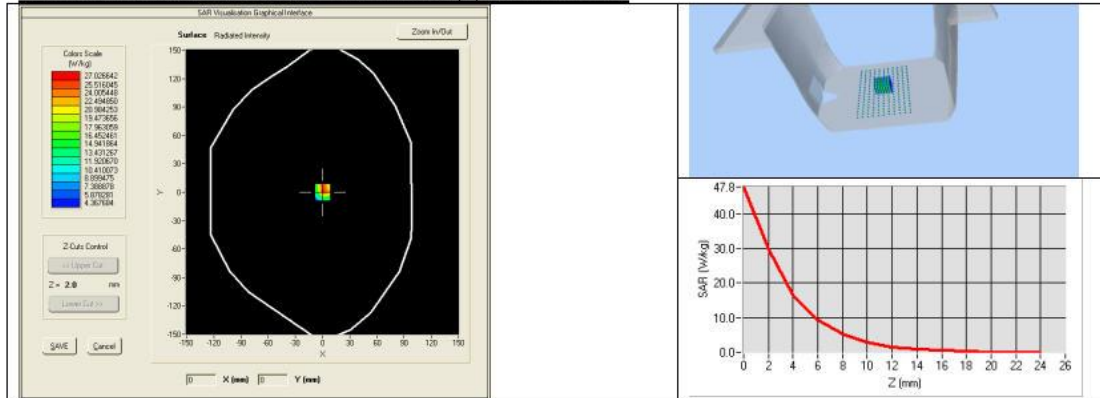 SAR Visualisation Graphical Interface
Surface Radiated Intensity
Zoom In/Out
Colors Scale
(W/kg)
27.026642
25.516045
24.005448
22.494850
20.984253
19.473656
17.963059
16.452461
14.941864
13.431267
11.920670
10.410073
8.899475
7.388878
5.878281
4.367684
Z-Cuts Control
<< Upper Cut
Z = 2.0 mm
Lower Cut >>
SAVE Cancel
150
120
90
60
30
0
-30
-60
-90
-120
-150
Y
-150 -120 -90 -60 -30 0 30 60 90 120 150
X
0 X (mm) 0 Y (mm)
47.8
40.0
30.0
20.0
10.0
0.0
SAR (W/kg)
0 2 4 6 8 10 12 14 16 18 20 22 24 26
Z (mm)